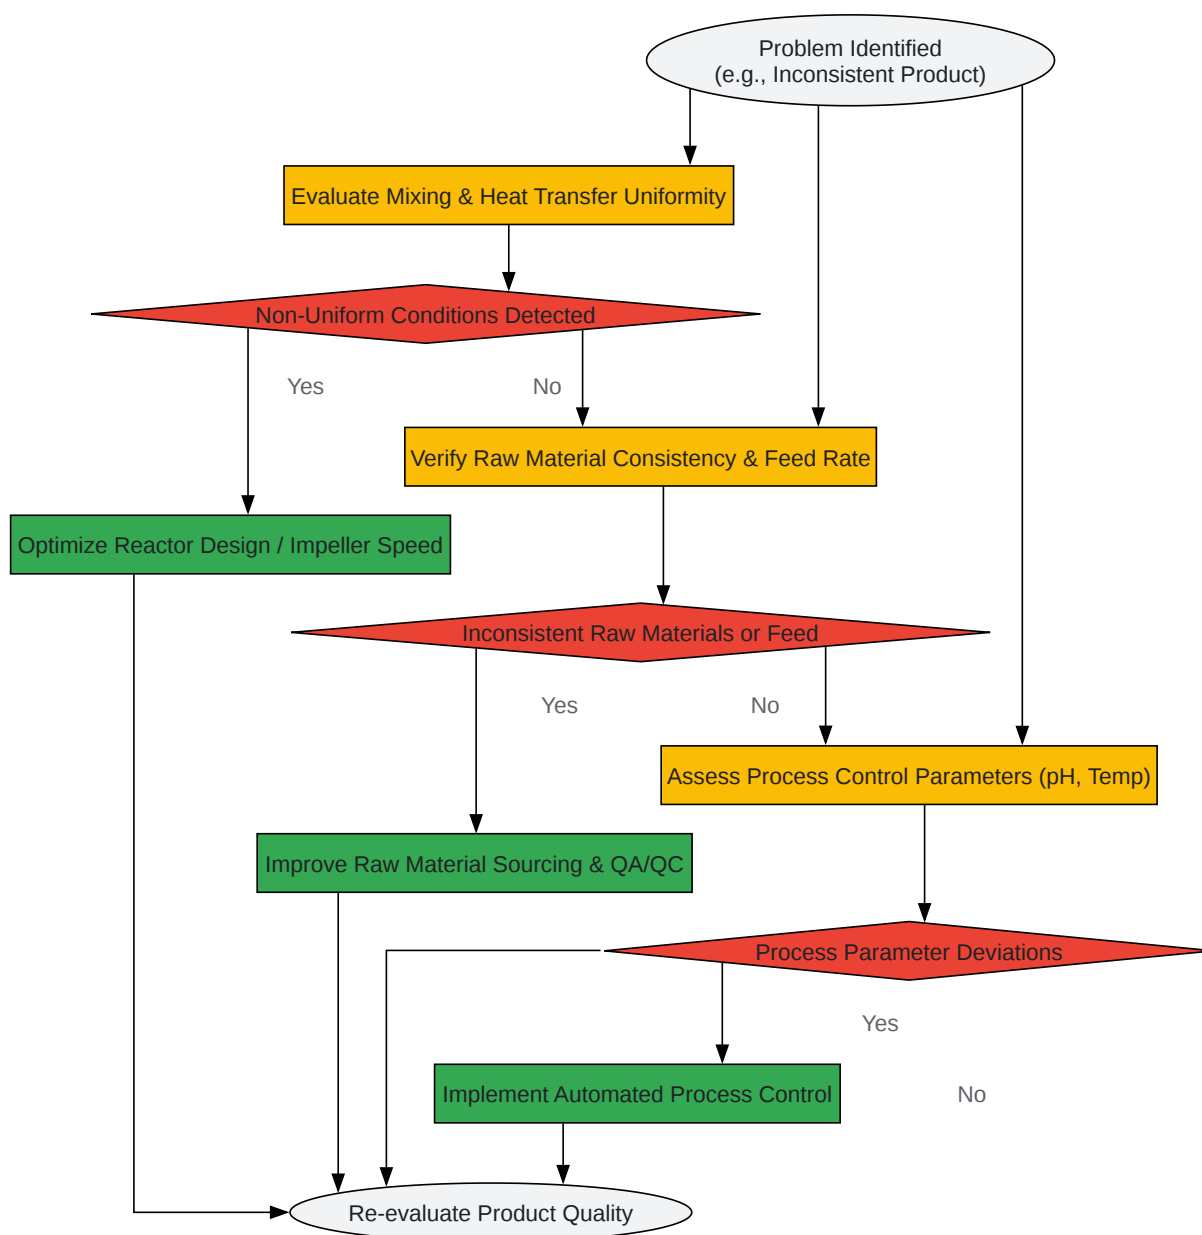 Problem Identified
(e.g., Inconsistent Product)
Evaluate Mixing & Heat Transfer Uniformity
Non-Uniform Conditions Detected
Yes
No
Verify Raw Material Consistency & Feed Rate
Optimize Reactor Design / Impeller Speed
Inconsistent Raw Materials or Feed
Yes
No
Assess Process Control Parameters (pH, Temp)
Improve Raw Material Sourcing & QA/QC
Process Parameter Deviations
Yes
Implement Automated Process Control
No
Re-evaluate Product Quality